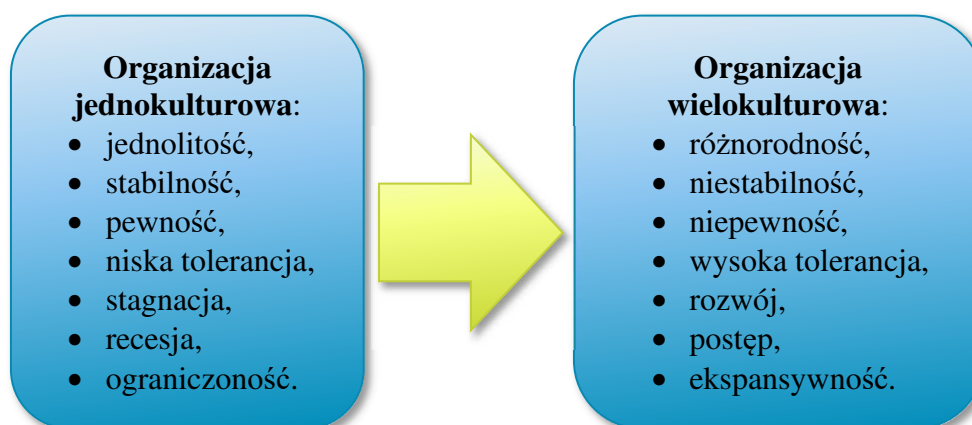 Organizacja
jednokulturowa:
• jednolitość,
• stabilność,
• pewność,
• niska tolerancja,
• stagnacja,
• recesja,
• ograniczoność.
Organizacja
wielokulturowa:
• różnorodność,
• niestabilność,
• niepewność,
• wysoka tolerancja,
• rozwój,
• postęp,
• ekspansywność.